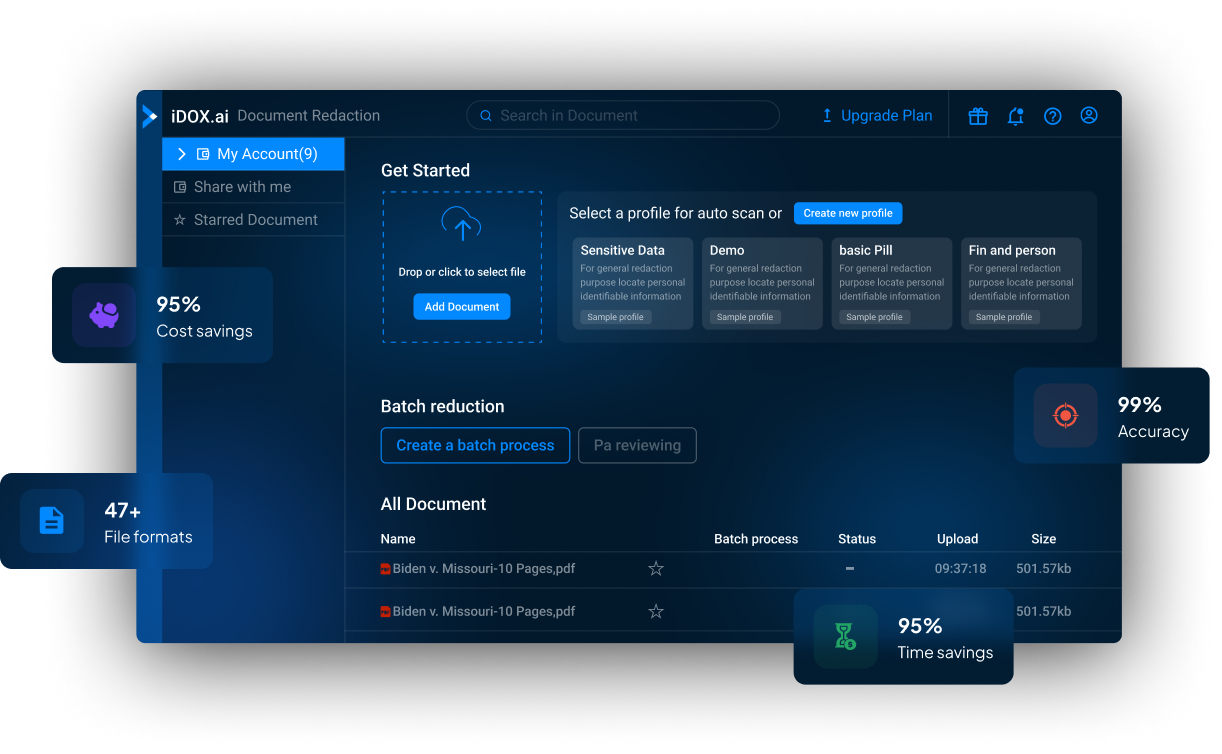 iDOX.ai Document Redaction
Search in Document
Upgrade Plan
My Account(9)
Share with me
Starred Document
Get Started
Drop or click to select file
Add Document
Select a profile for auto scan or
Create new profile
Sensitive Data
For general redaction
purpose locate personal
identifiable information
Sample profile
Demo
For general redaction
purpose locate personal
identifiable information
Sample profile
basic Pill
For general redaction
purpose locate personal
identifiable information
Sample profile
Fin and person
For general redaction
purpose locate personal
identifiable information
Sample profile
95%
Cost savings
99%
Accuracy
47+
File formats
Batch reduction
Create a batch process
Pa reviewing
All Document
Name Batch process Status Upload Size
Biden v. Missouri-10 Pages,pdf – 09:37:18 501.57kb
Biden v. Missouri-10 Pages,pdf 501.57kb
95%
Time savings